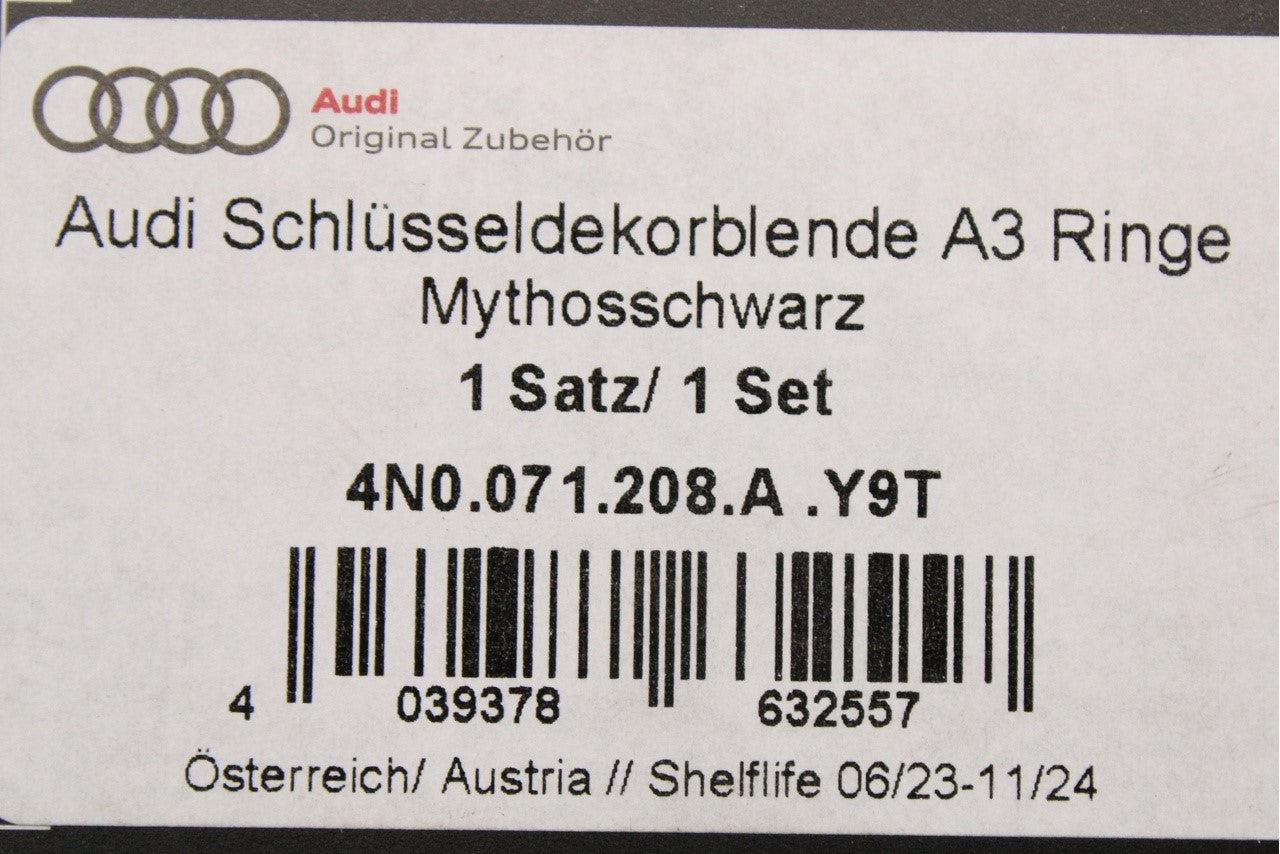 Audi
Original Zubehör
Audi Schlüsseldekorblende A3 Ringe
Mythosschwarz
1 Satz/ 1 Set
4N0.071.208.A .Y9T
4 039378 632557
Österreich/ Austria // Shelflife 06/23-11/24